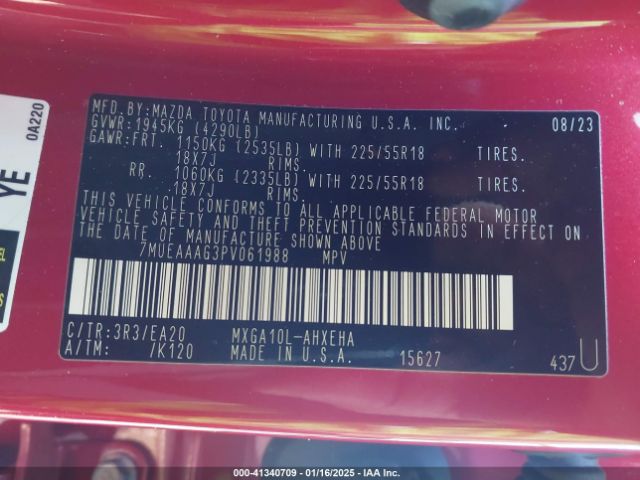 MFD.BY:MAZDA TOYOTA MANUFACTURING U.S.A. INC. 08/23
GVWR:1945KG (4290LB)
GAWR:FRT. 1150KG (2535LB) WITH 225/55R18 TIRES.
18X7J RIMS.
RR. 1060KG (2335LB) WITH 225/55R18 TIRES.
18X7J RIMS.
THIS VEHICLE CONFORMS TO ALL APPLICABLE FEDERAL MOTOR
VEHICLE SAFETY AND THEFT PREVENTION STANDARDS IN EFFECT ON
THE DATE OF MANUFACTURE SHOWN ABOVE
7MUEAAAG3PV061988 MPV
C/TR:3R3/EA20 MXGA10L-AHXEHA
A/TM: /K120 MADE IN U.S.A. 15627 437U
0A220
YE
000-41340709 - 01/16/2025 - IAA Inc.